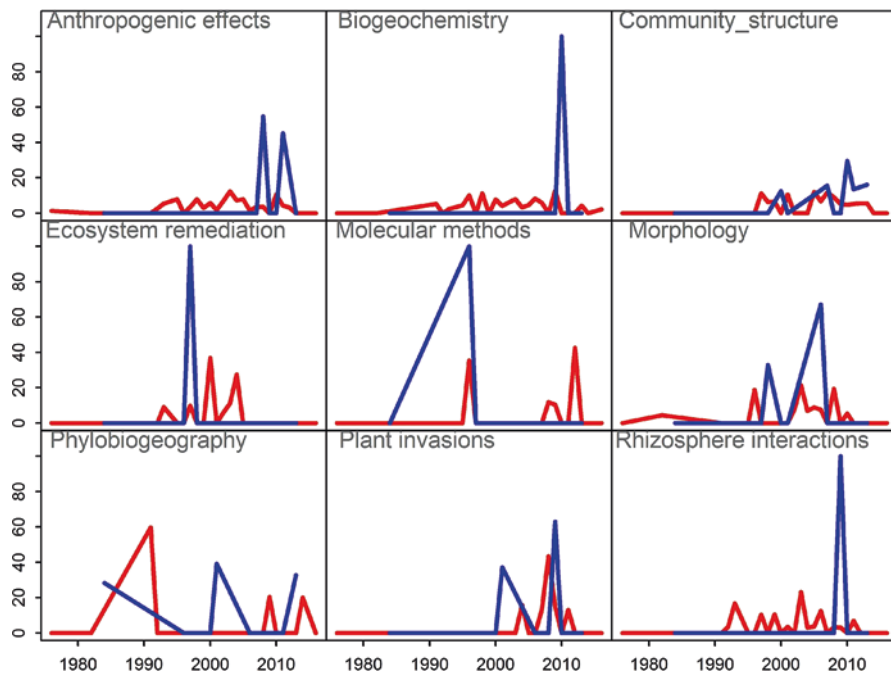 Anthropogenic effects Biogeochemistry Community_structure
0 20 40 60 80
Ecosystem remediation Molecular methods Morphology
0 20 40 60 80
Phylobiogeography Plant invasions Rhizosphere interactions
0 20 40 60 80
1980 1990 2000 2010 1980 1990 2000 2010 1980 1990 2000 2010